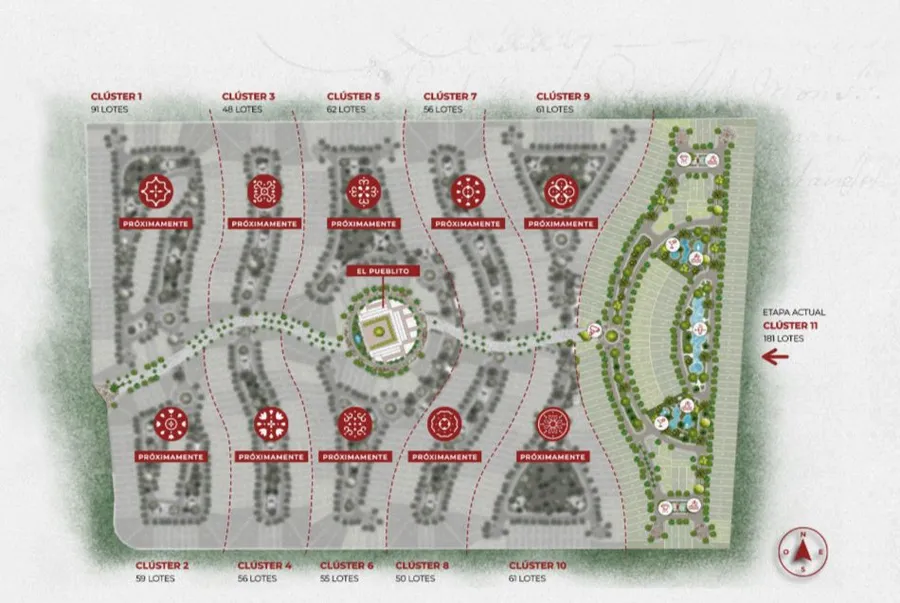 CLÚSTER 1
91 LOTES
CLÚSTER 3
48 LOTES
CLÚSTER 5
62 LOTES
CLÚSTER 7
56 LOTES
CLÚSTER 9
61 LOTES
PRÓXIMAMENTE
PRÓXIMAMENTE
PRÓXIMAMENTE
PRÓXIMAMENTE
PRÓXIMAMENTE
EL PUEBLITO
ETAPA ACTUAL
CLÚSTER 11
181 LOTES
PRÓXIMAMENTE
PRÓXIMAMENTE
PRÓXIMAMENTE
PRÓXIMAMENTE
PRÓXIMAMENTE
CLÚSTER 2
59 LOTES
CLÚSTER 4
56 LOTES
CLÚSTER 6
55 LOTES
CLÚSTER 8
50 LOTES
CLÚSTER 10
61 LOTES
N
O E
S